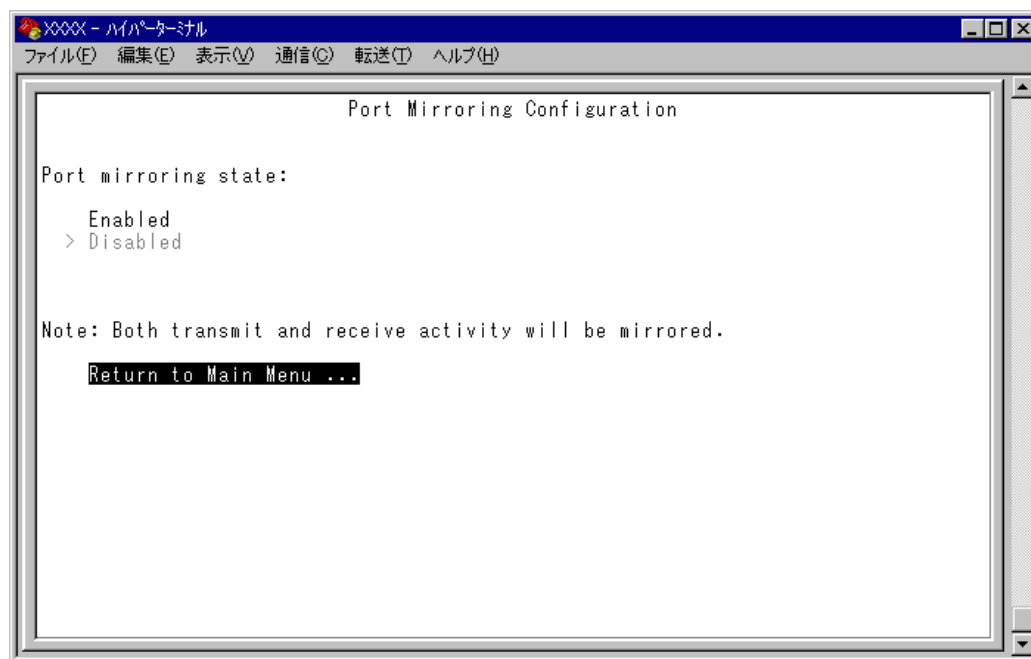 XXXX - ハイパーターミナル
ファイル(F) 編集(E) 表示(V) 通信(C) 転送(T) ヘルプ(H)
Port Mirroring Configuration
Port mirroring state:
Enabled
> Disabled
Note: Both transmit and receive activity will be mirrored.
Return to Main Menu ...